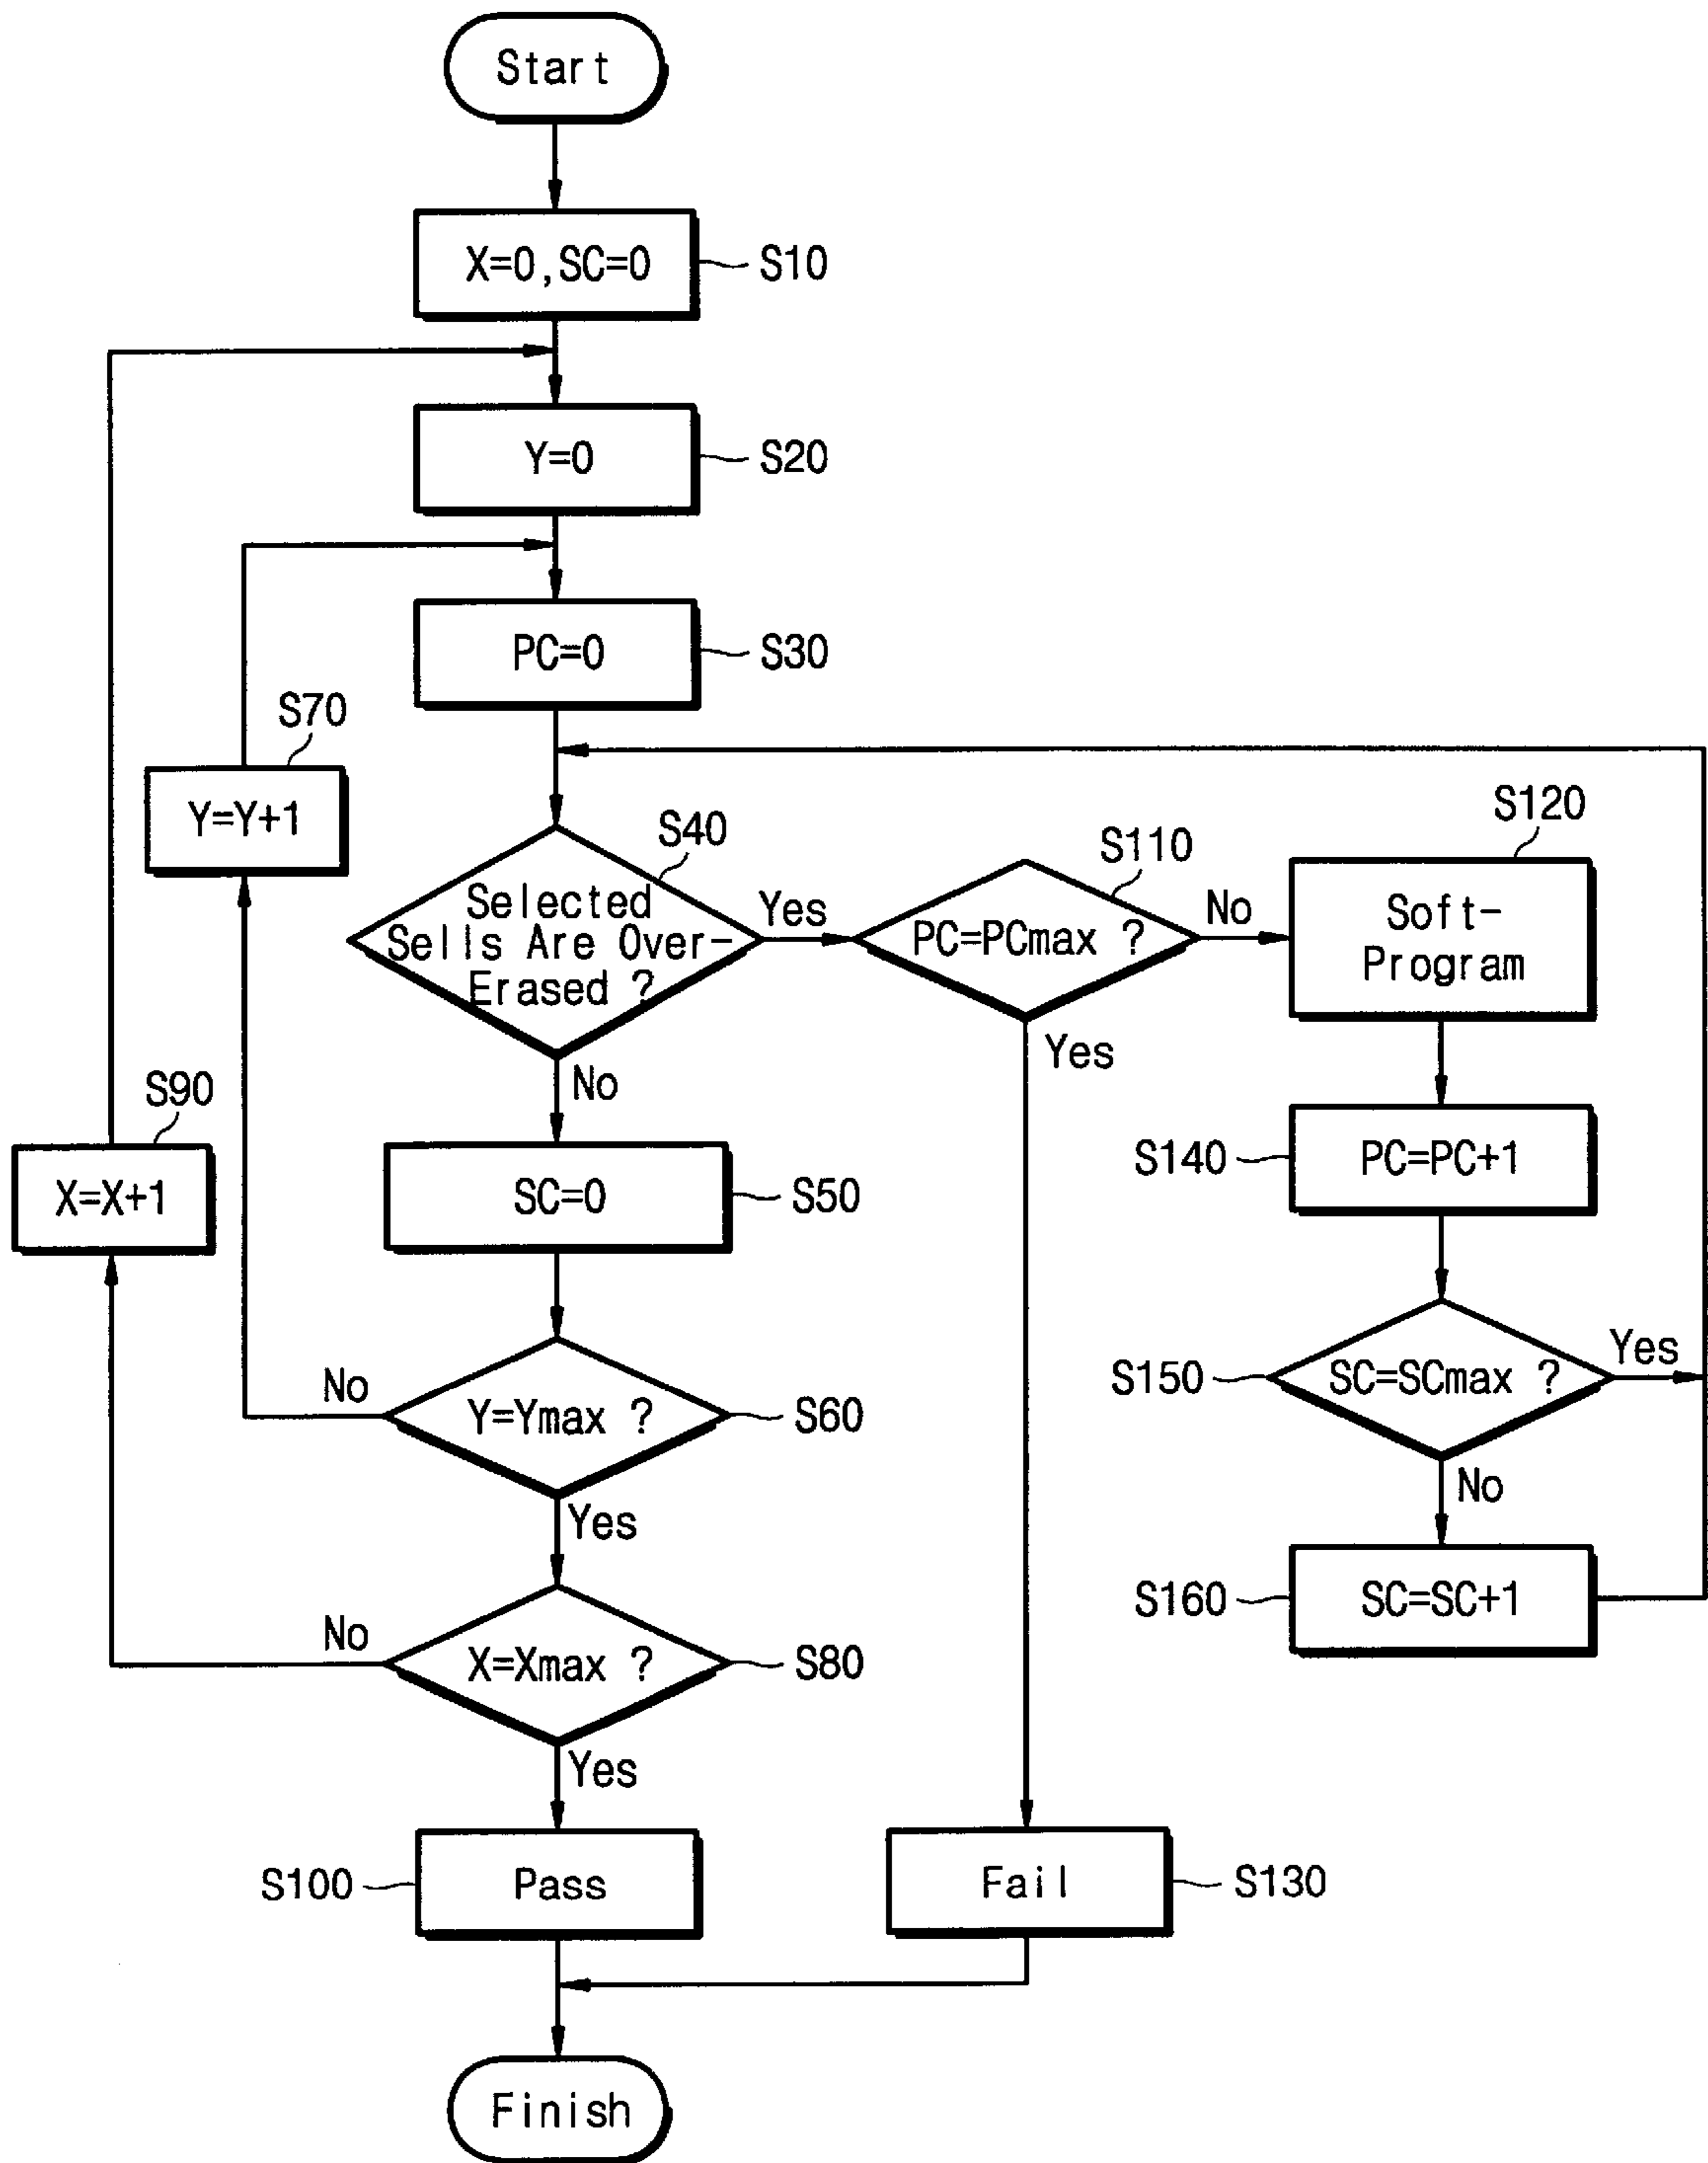 Start
X=0,SC=0
S10
Y=0
S20
PC=0
S30
S70
Y=Y+1
S40
Selected
Sells Are Over-
Erased ?
Yes
S110
PC=PCmax ?
No
S120
Soft-
Program
Yes
No
S90
X=X+1
SC=0
S50
S140
PC=PC+1
No
Y=Ymax ?
S60
S150
SC=SCmax ?
Yes
Yes
No
No
X=Xmax ?
S80
S160
SC=SC+1
Yes
S100
Pass
Fail
S130
Finish